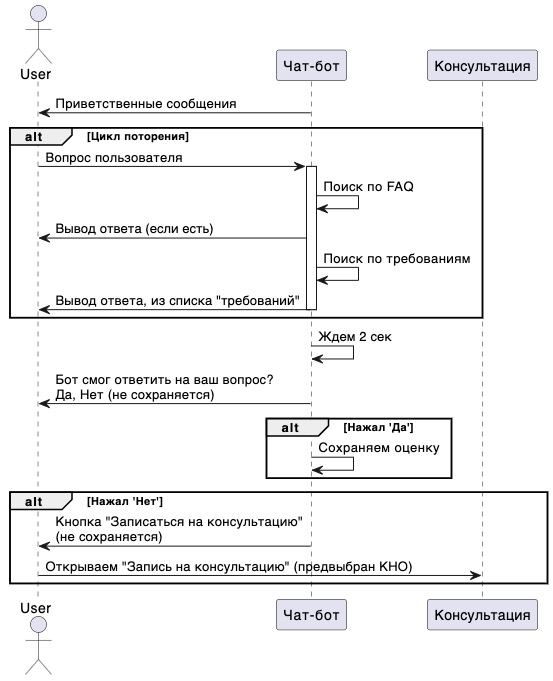 User
Чат-бот
Консультация
Приветственные сообщения
alt [Цикл поторения]
Вопрос пользователя
Поиск по FAQ
Вывод ответа (если есть)
Поиск по требованиям
Вывод ответа, из списка "требований"
Ждем 2 сек
Бот смог ответить на ваш вопрос?
Да, Нет (не сохраняется)
alt [Нажал 'Да']
Сохраняем оценку
alt [Нажал 'Нет']
Кнопка "Записаться на консультацию"
(не сохраняется)
Открываем "Запись на консультацию" (предвыбран КНО)
User
Чат-бот
Консультация